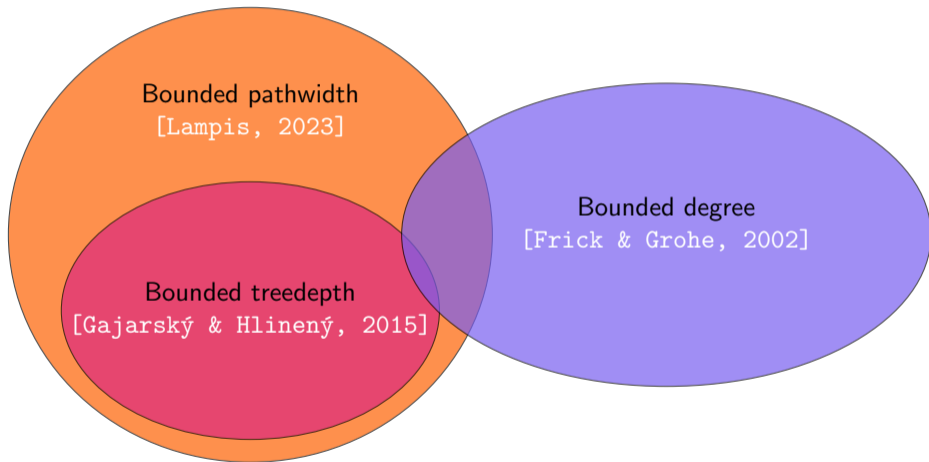 Bounded pathwidth
[Lampis, 2023]
Bounded degree
[Frick & Grohe, 2002]
Bounded treedepth
[Gajarský & Hlinený, 2015]